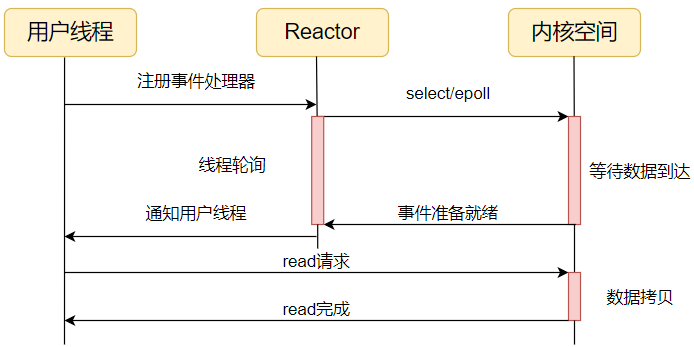 用户线程
Reactor
内核空间
注册事件处理器
select/epoll
线程轮询
等待数据到达
通知用户线程
事件准备就绪
read请求
数据拷贝
read完成